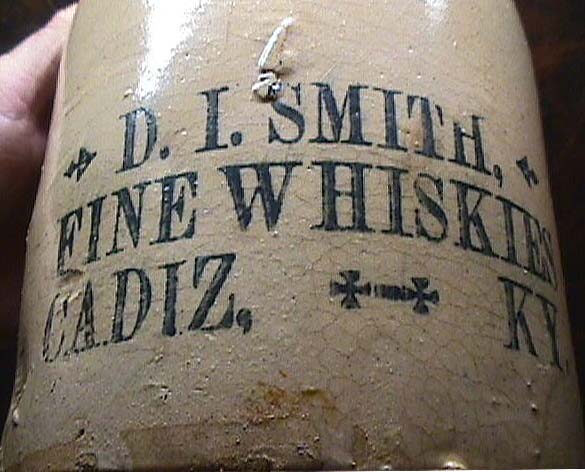 D. I. SMITH,
FINE WHISKIES
CADIZ, KY.